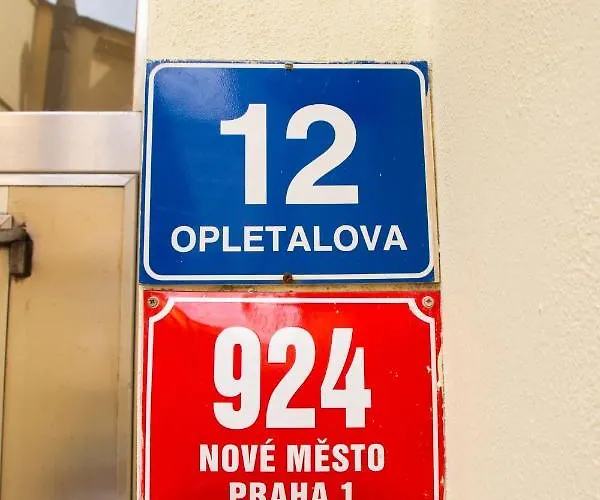 12
OPLETALOVA
924
NOVÉ MĚSTO
PRAHA 1